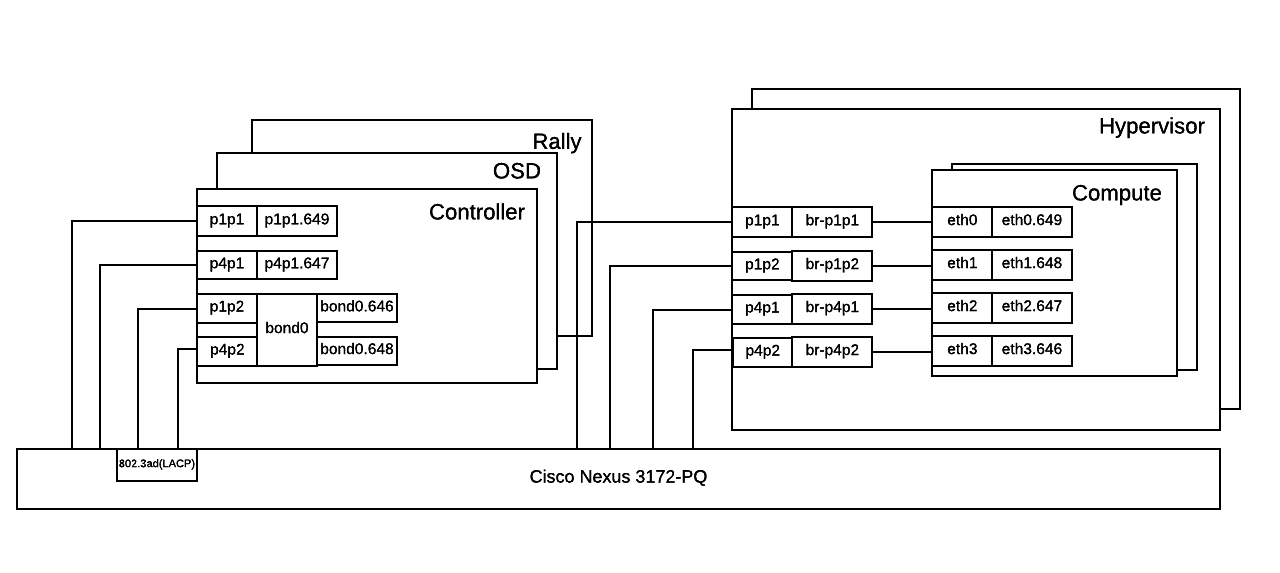 Rally
OSD
Controller
p1p1 p1p1.649
p4p1 p4p1.647
p1p2 bond0.646
bond0
p4p2 bond0.648
Hypervisor
Compute
p1p1 br-p1p1 eth0 eth0.649
p1p2 br-p1p2 eth1 eth1.648
p4p1 br-p4p1 eth2 eth2.647
p4p2 br-p4p2 eth3 eth3.646
802.3ad(LACP)
Cisco Nexus 3172-PQ